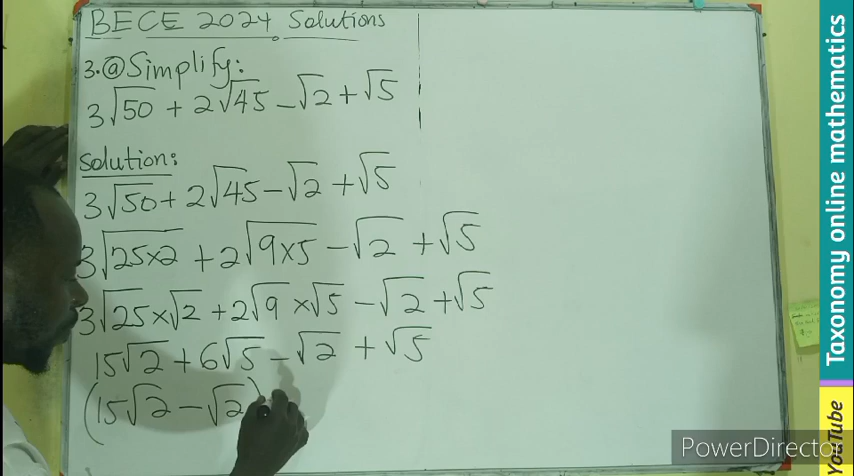 BECE 2024 Solutions
3.ⓐ Simplify:
3√50 + 2√45 - √2 + √5
Solution:
3√50 + 2√45 - √2 + √5
3√25×2 + 2√9×5 - √2 + √5
3√25 × √2 + 2√9 × √5 - √2 + √5
15√2 + 6√5 - √2 + √5
(15√2 - √2)
Taxonomy online mathematics
YouTube
PowerDirector